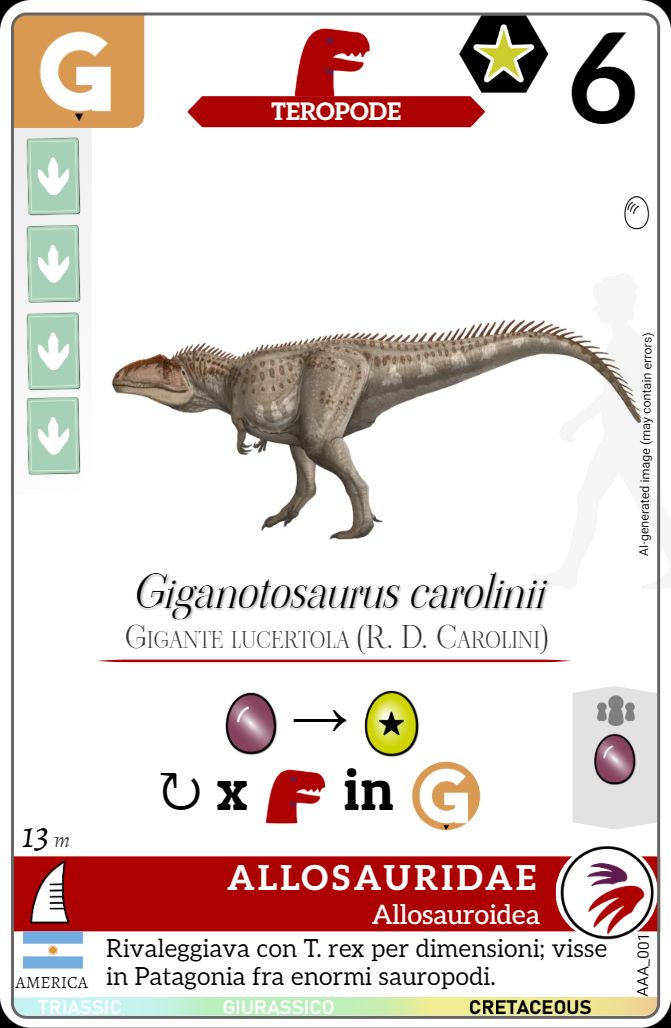 G
TEROPODE
6
AI-generated image (may contain errors)
Giganotosaurus carolinii
GIGANTE LUCERTOLA (R. D. CAROLINI)
x in G
13 m
ALLOSAURIDAE
Allosauroidea
Rivaleggiava con T. rex per dimensioni; visse
in Patagonia fra enormi sauropodi.
AMERICA
AAA_001
TRIASSIC GIURASSICO CRETACEOUS